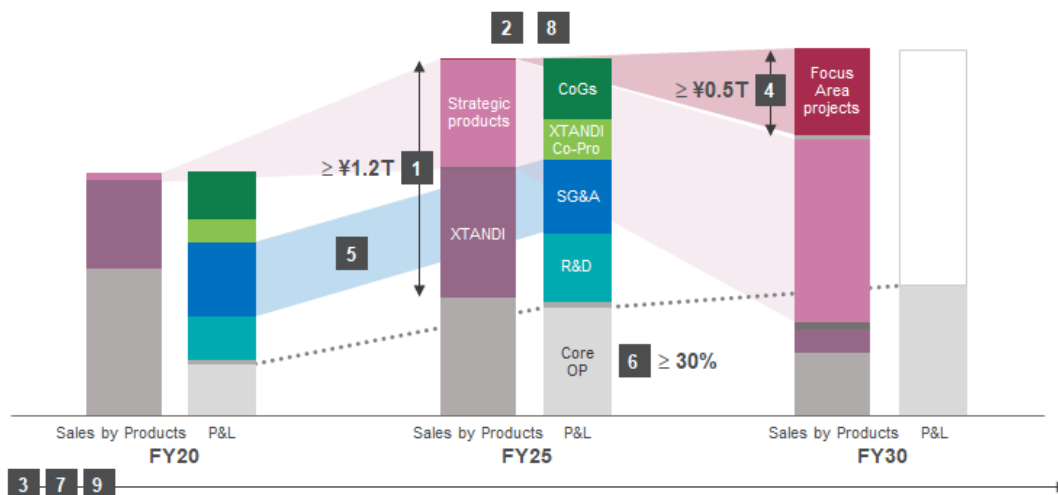 2 8
CoGs
Focus
Area
projects
≥ ¥0.5T 4
Strategic
products
XTANDI
Co-Pro
≥ ¥1.2T 1
SG&A
XTANDI
5
R&D
Core
OP
6 ≥ 30%
Sales by Products P&L Sales by Products P&L Sales by Products P&L
FY20 FY25 FY30
3 7 9